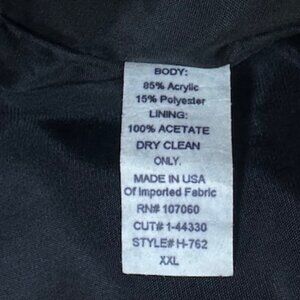 BODY:
85% Acrylic
15% Polyester
LINING:
100% ACETATE
DRY CLEAN
ONLY.
MADE IN USA
Of Imported Fabric
RN# 107060
CUT# 1-44330
STYLE# H-762
XXL